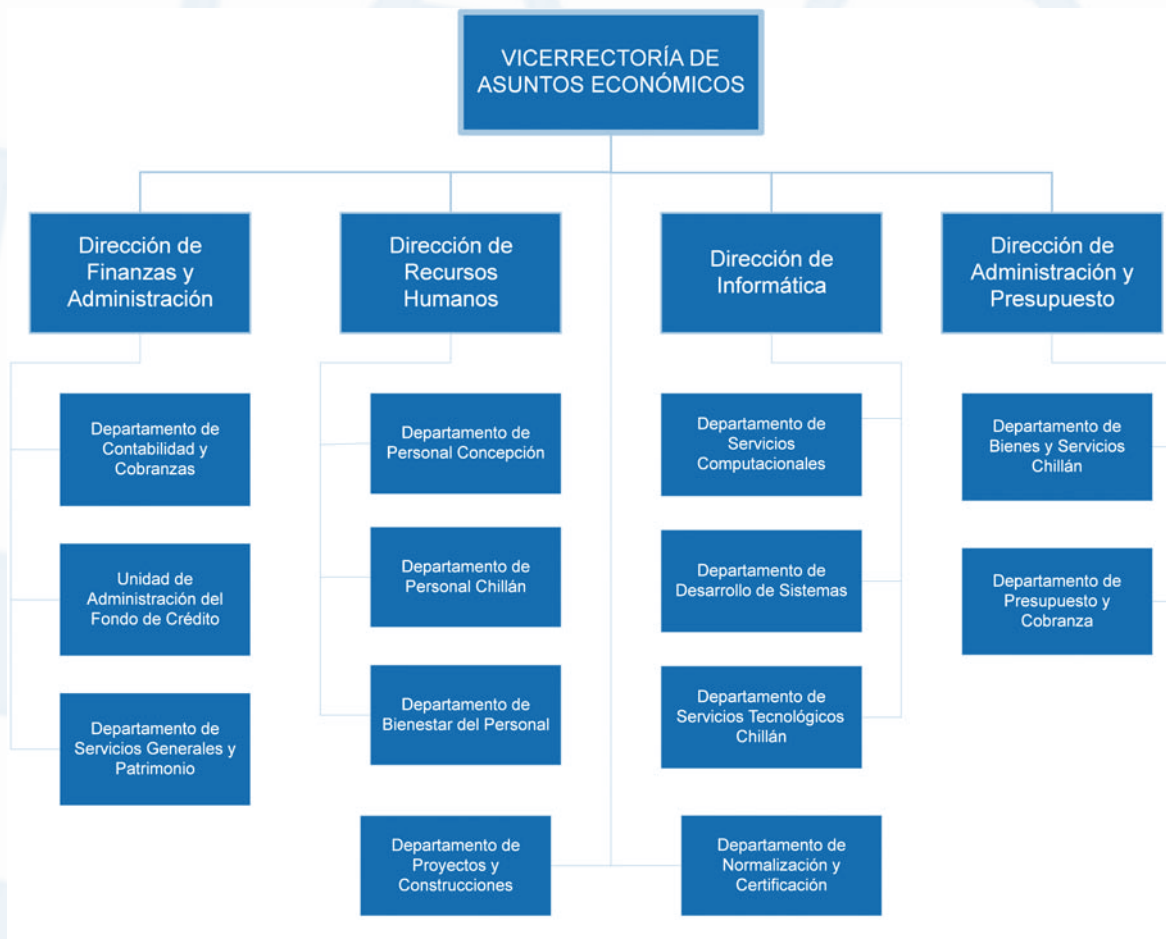 VICERRECTORÍA DE
ASUNTOS ECONÓMICOS
Dirección de
Finanzas y
Administración
Dirección de
Recursos
Humanos
Dirección de
Informática
Dirección de
Administración y
Presupuesto
Departamento de
Contabilidad y
Cobranzas
Departamento de
Personal Concepción
Departamento de
Servicios
Computacionales
Departamento de
Bienes y Servicios
Chillán
Unidad de
Administración del
Fondo de Crédito
Departamento de
Personal Chillán
Departamento de
Desarrollo de Sistemas
Departamento de
Presupuesto y
Cobranza
Departamento de
Servicios Generales y
Patrimonio
Departamento de
Bienestar del Personal
Departamento de
Servicios Tecnológicos
Chillán
Departamento de
Proyectos y
Construcciones
Departamento de
Normalización y
Certificación